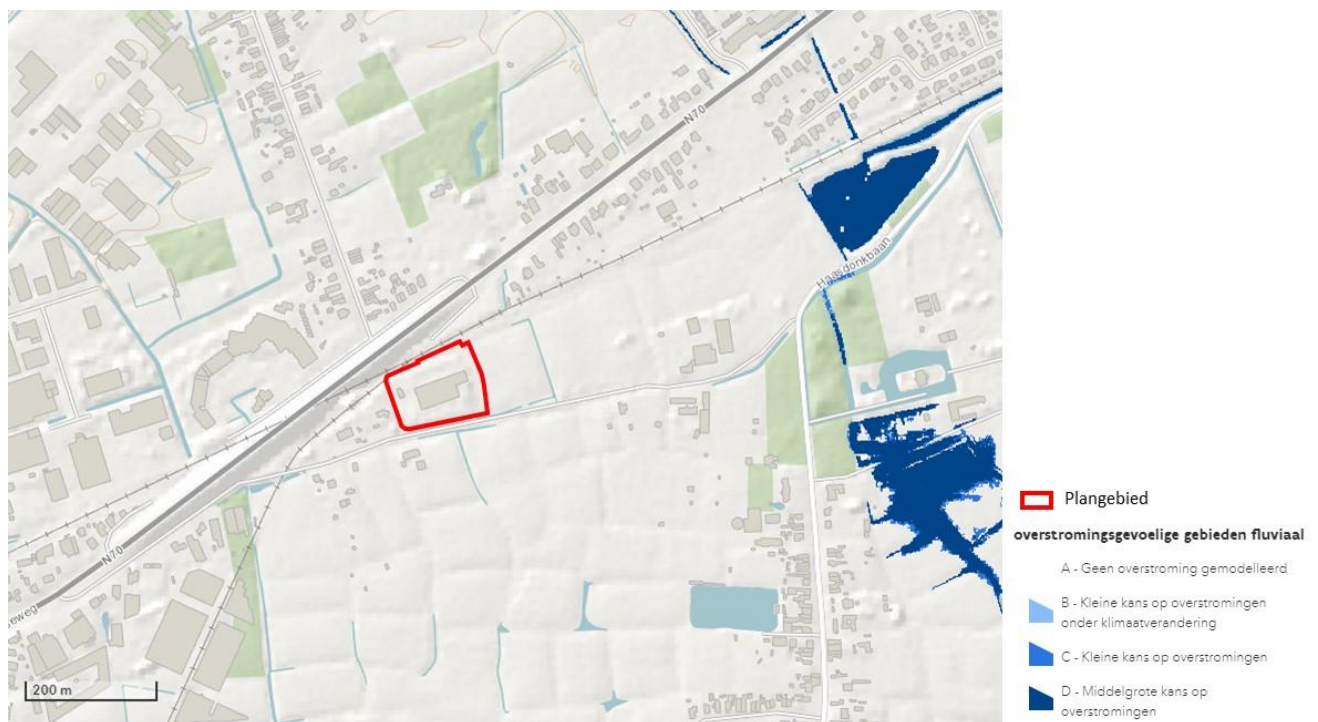 N70
10
Haasdonkbaan
N70
200 m
Plangebied
overstromingsgevoelige gebieden fluviaal
A - Geen overstroming gemodelleerd
B - Kleine kans op overstromingen
onder klimaatverandering
C - Kleine kans op overstromingen
D - Middelgrote kans op
overstromingen